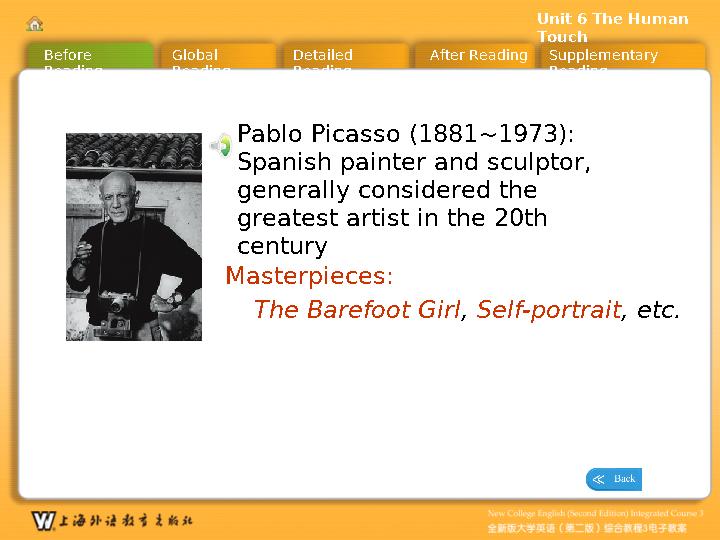 Unit 6 The Human
Touch
Before
Reading
Global
Reading
Detailed
Reading
After Reading
Supplementary
Reading
Pablo Picasso (1881~1973):
Spanish painter and sculptor,
generally considered the
greatest artist in the 20th
century
Masterpieces:
The Barefoot Girl, Self-portrait, etc.
Back
上海外语教育出版社
New College English (Second Edition) Integrated Course 3
全新版大学英语（第二版）综合教程3电子教案